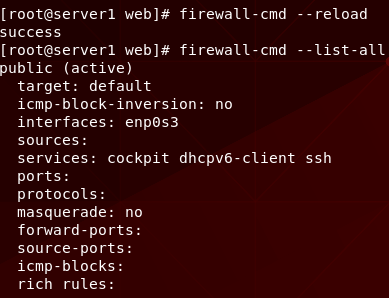 [root@server1 web]# firewall-cmd --reload
success
[root@server1 web]# firewall-cmd --list-all
public (active)
  target: default
  icmp-block-inversion: no
  interfaces: enp0s3
  sources:
  services: cockpit dhcpv6-client ssh
  ports:
  protocols:
  masquerade: no
  forward-ports:
  source-ports:
  icmp-blocks:
  rich rules: